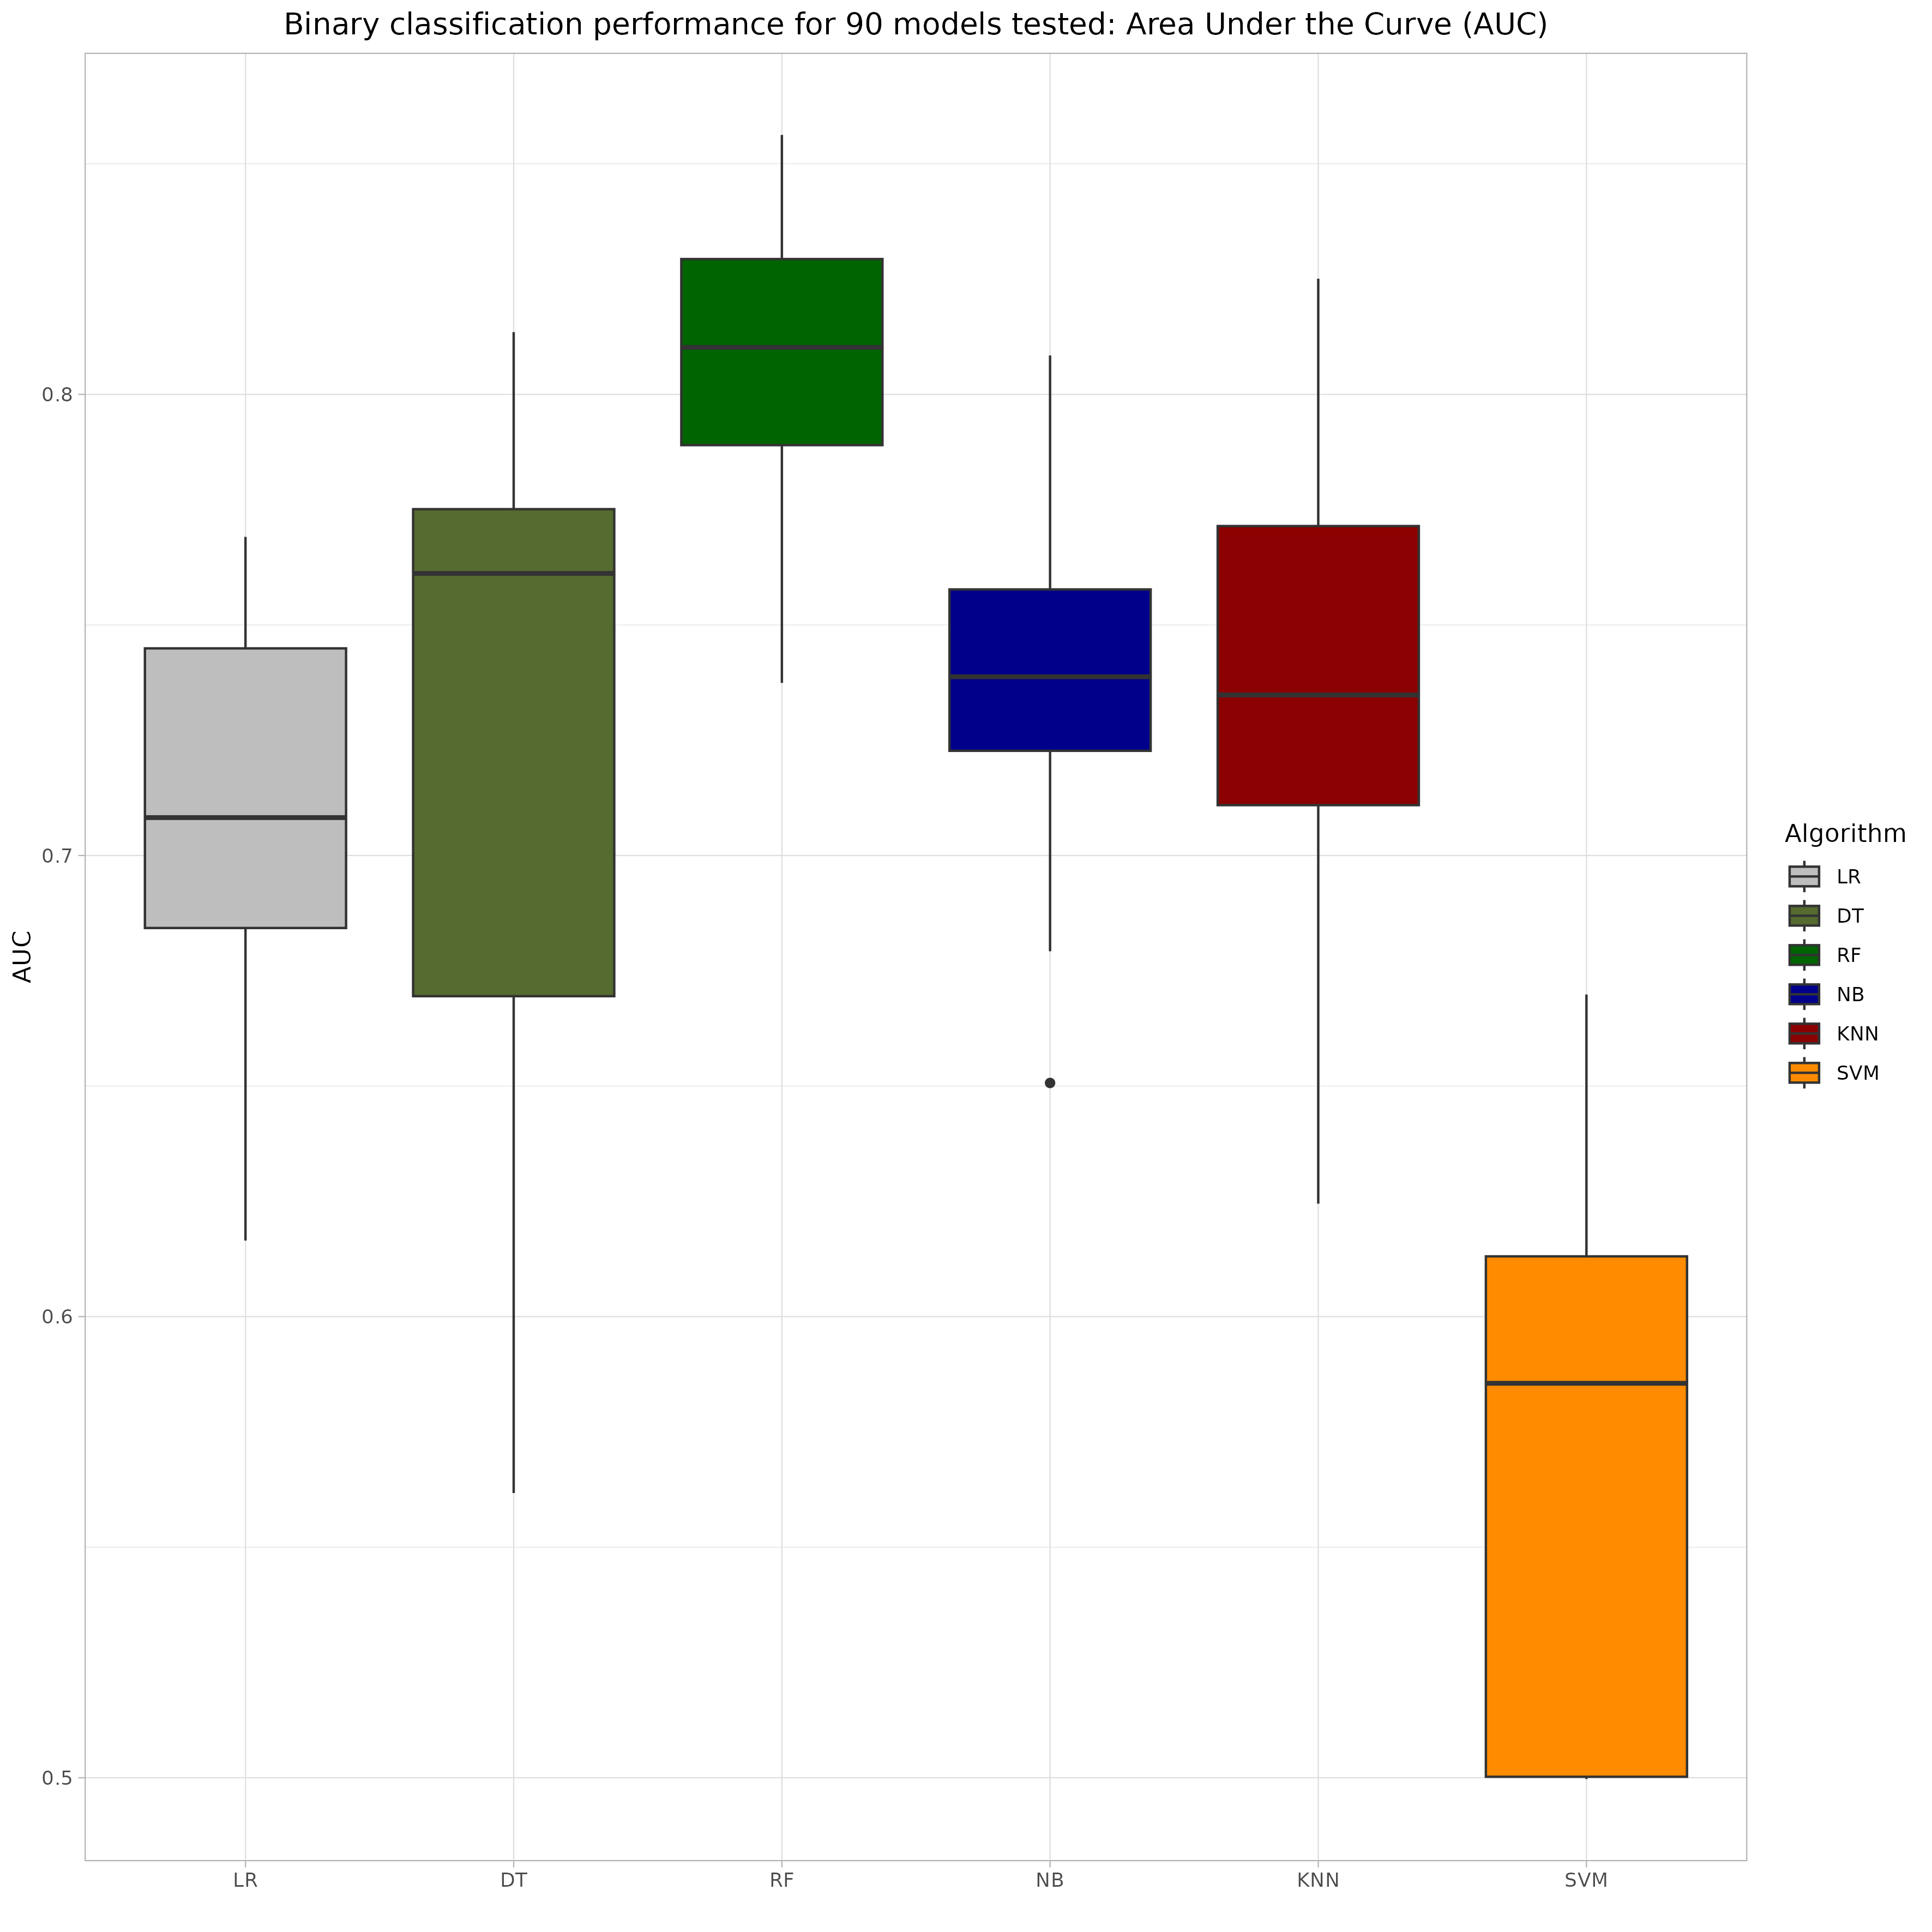 Binary classification performance for 90 models tested: Area Under the Curve (AUC)
AUC
0.8
0.7
0.6
0.5
LR
DT
RF
NB
KNN
SVM
Algorithm
LR
DT
RF
NB
KNN
SVM